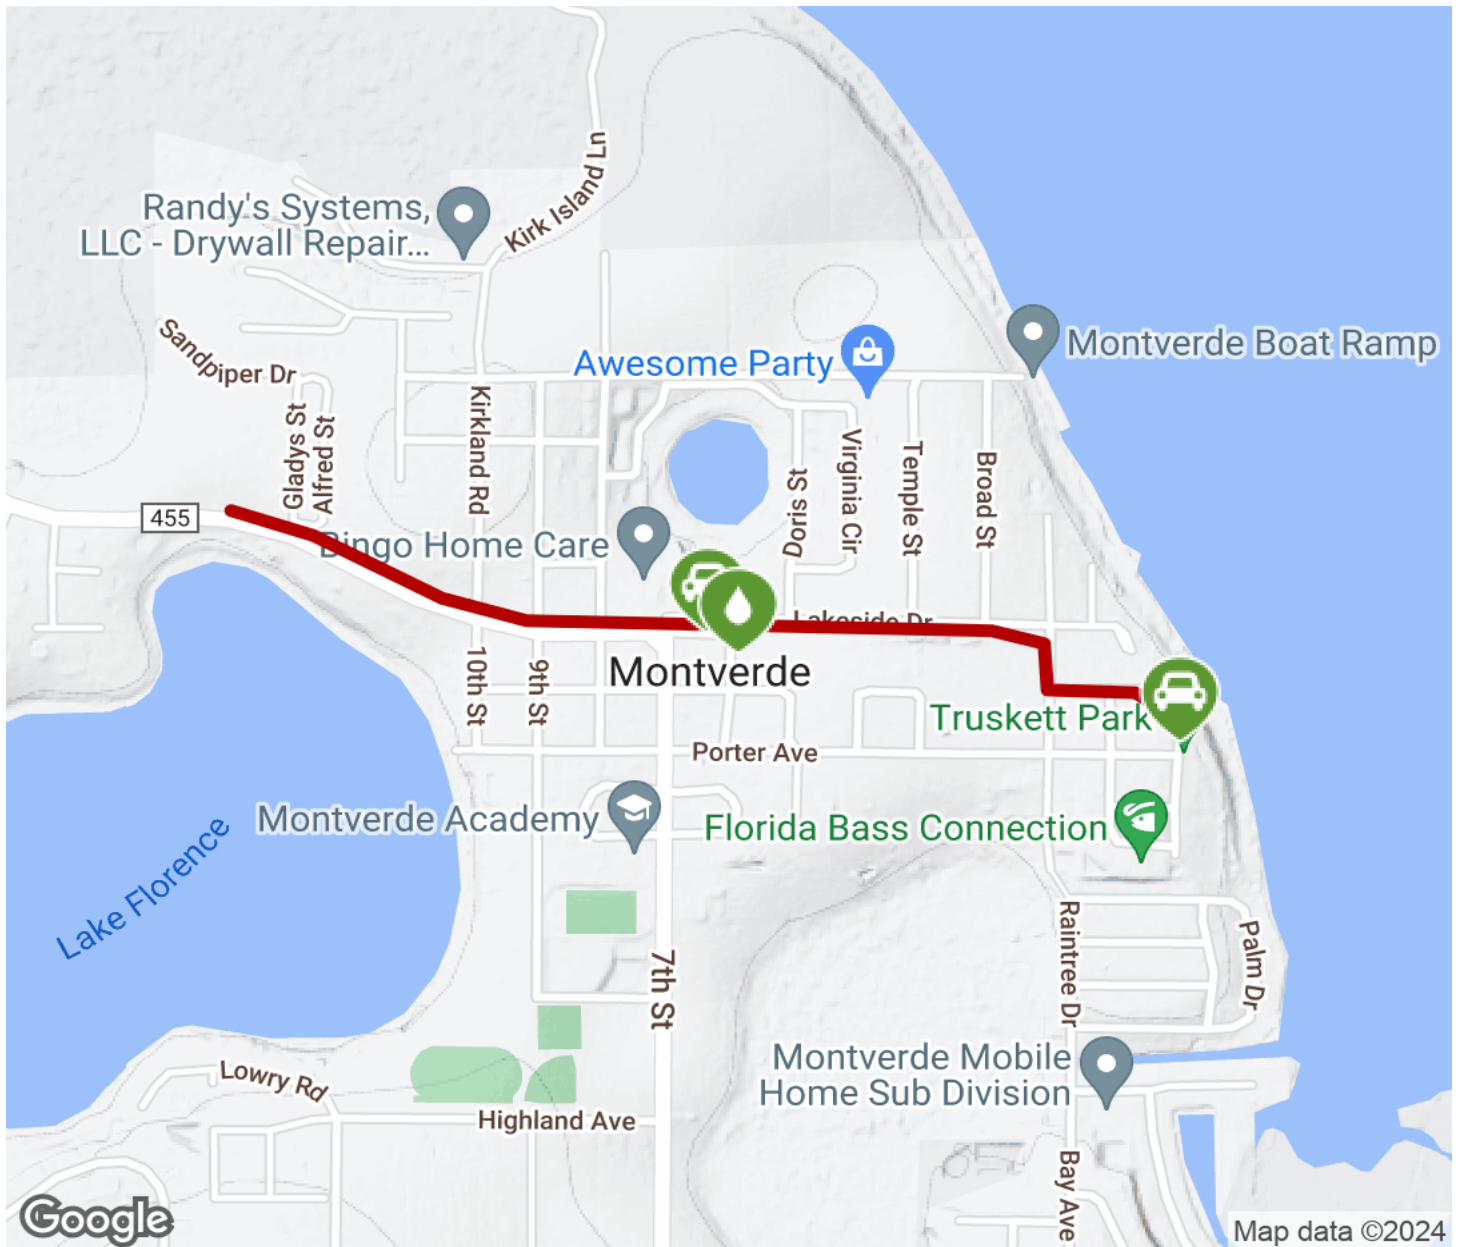 Kirk Island Ln
Randy's Systems,
LLC - Drywall Repair...
Montverde Boat Ramp
Awesome Party
Sandpiper Dr
Gladys St
Alfred St
Kirkland Rd
Doris St
Virginia Cir
Temple St
Broad St
455
Bingo Home Care
Lakeside Dr
10th St
9th St
Montverde
Truskett Park
Porter Ave
Montverde Academy
Florida Bass Connection
Lake Florence
7th St
Raintree Dr
Palm Dr
Montverde Mobile
Home Sub Division
Lowry Rd
Highland Ave
Bay Ave
Google
Map data ©2024